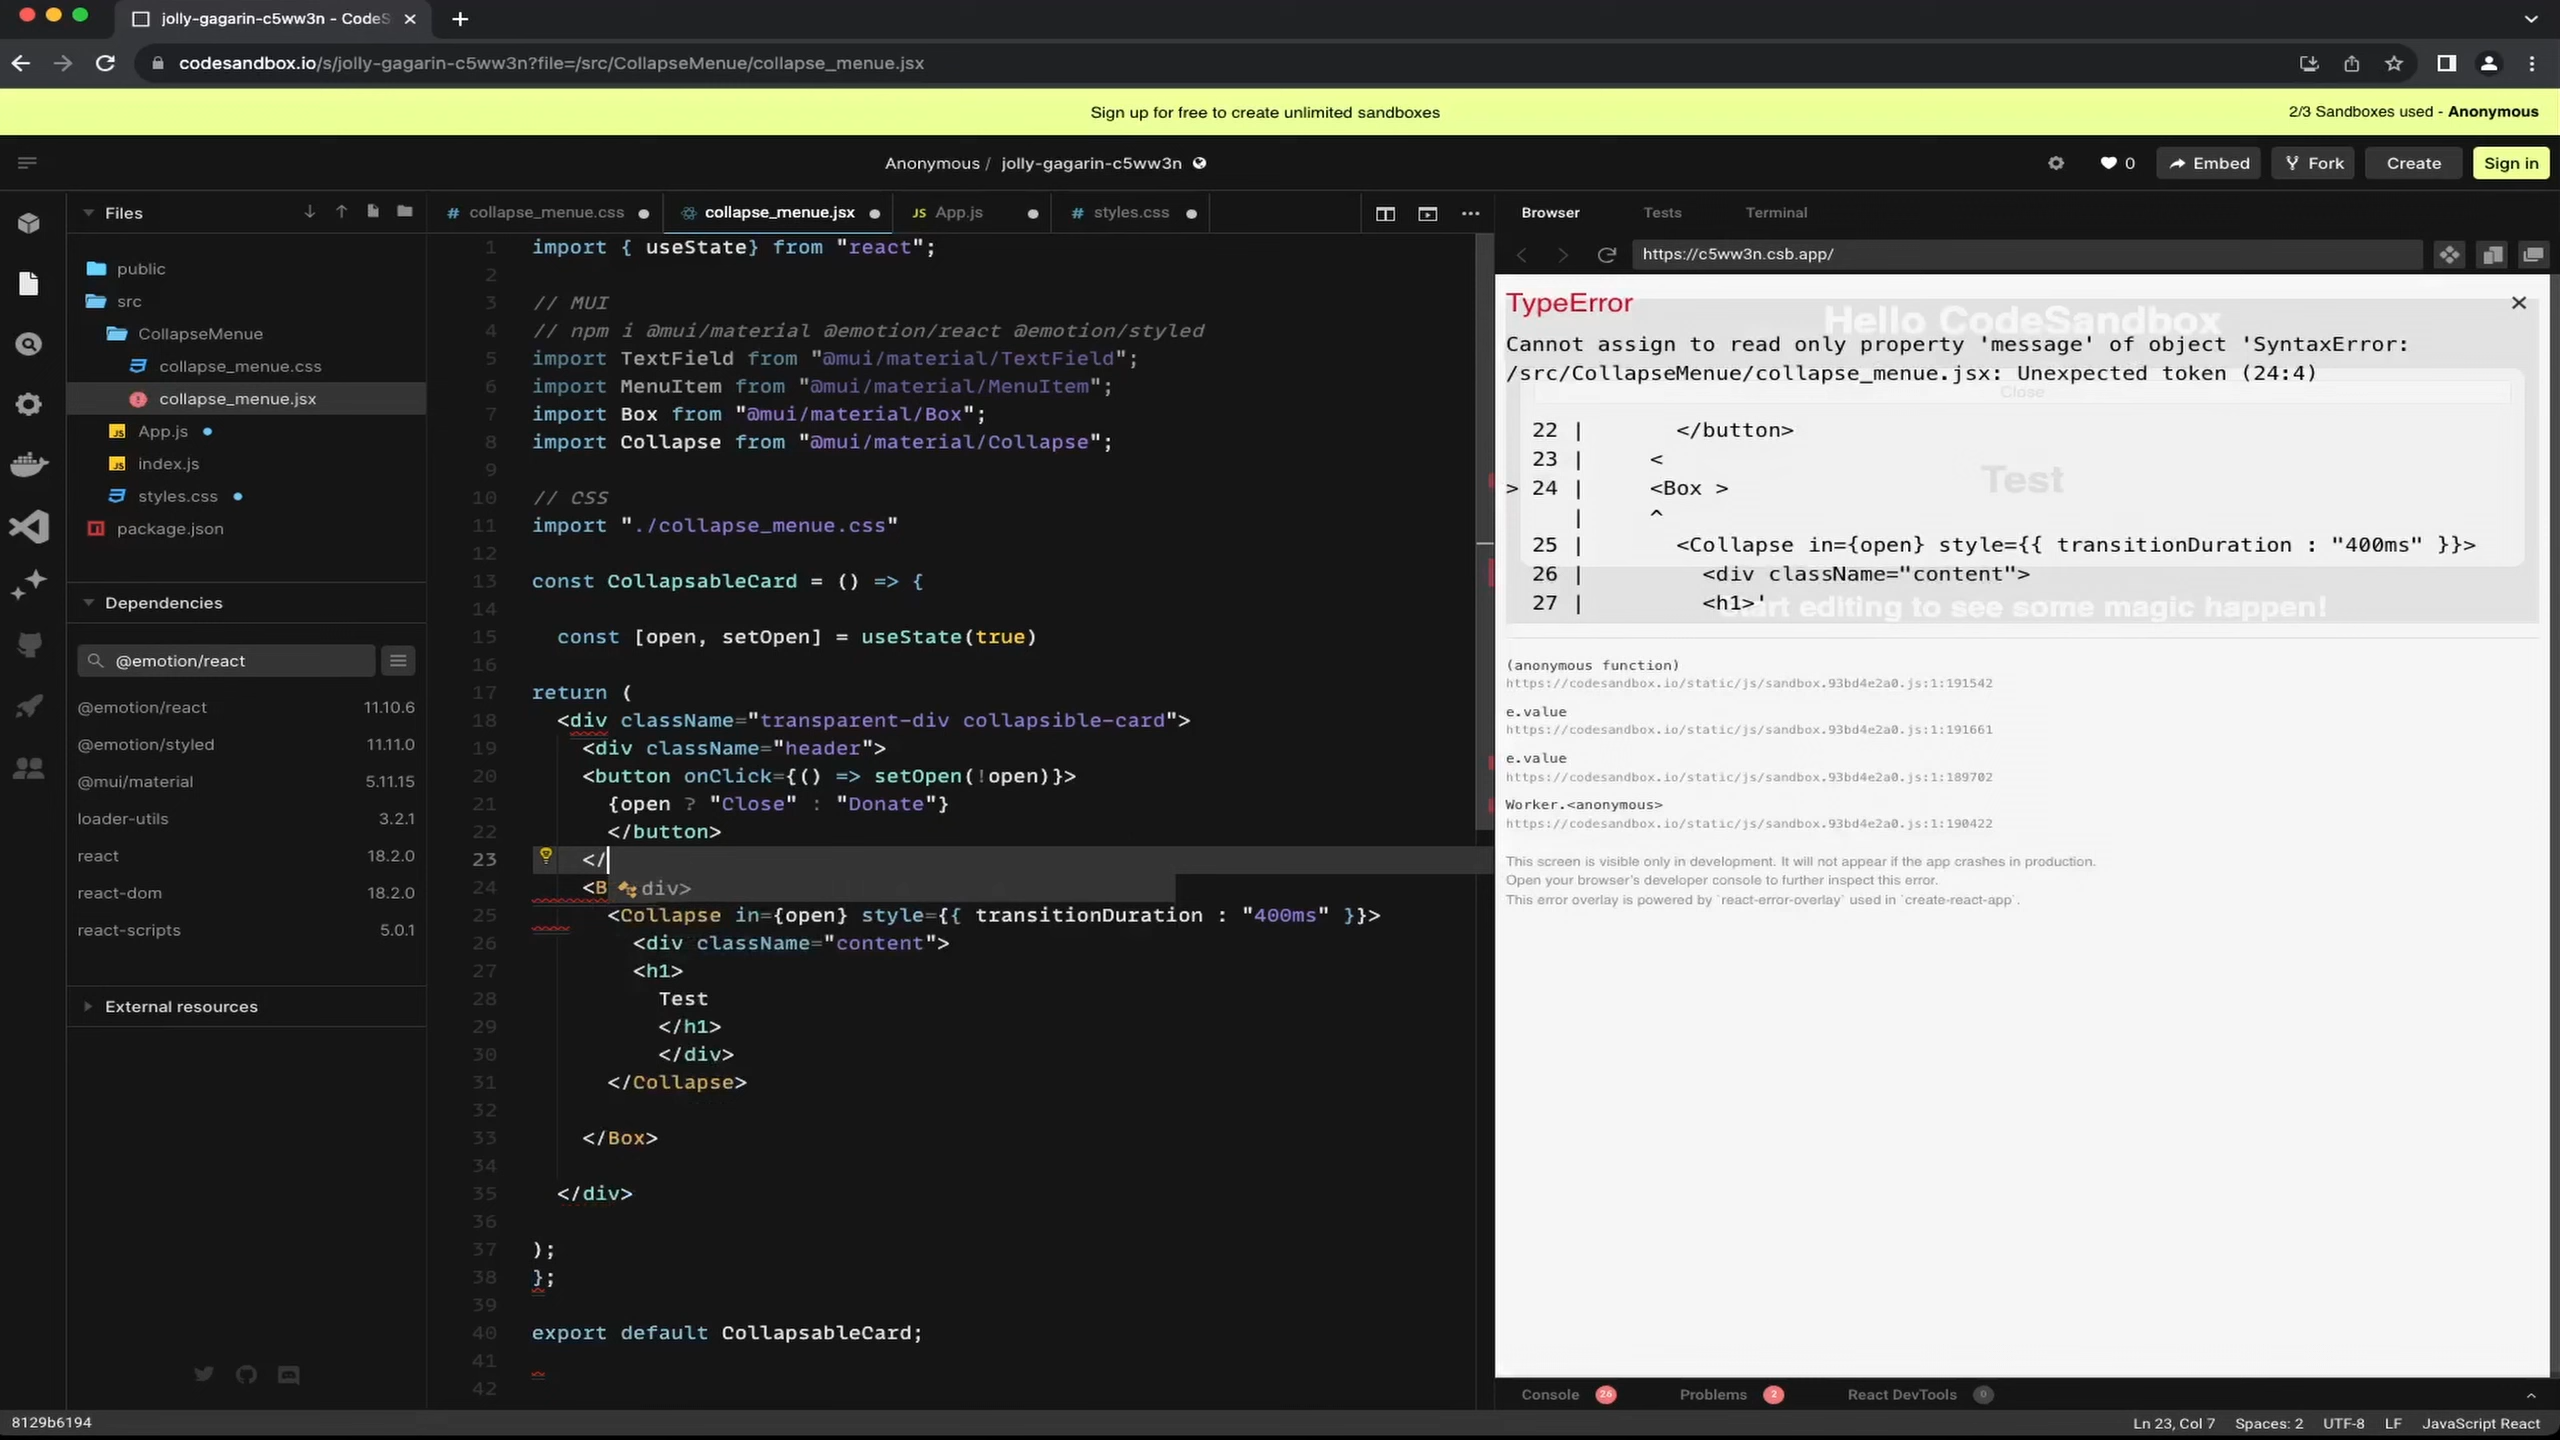 jolly-gagarin-c5ww3n - CodeS
codesandbox.io/s/jolly-gagarin-c5ww3n?file=/src/CollapseMenue/collapse_menue.jsx
Sign up for free to create unlimited sandboxes
2/3 Sandboxes used - Anonymous
Anonymous / jolly-gagarin-c5ww3n
0
Embed
Fork
Create
Sign in
Files
public
src
CollapseMenue
collapse_menue.css
collapse_menue.jsx
App.js
index.js
styles.css
package.json
Dependencies
@emotion/react
@emotion/react 11.10.6
@emotion/styled 11.11.0
@mui/material 5.11.15
loader-utils 3.2.1
react 18.2.0
react-dom 18.2.0
react-scripts 5.0.1
External resources
# collapse_menue.css
collapse_menue.jsx
JS App.js
# styles.css
1 import { useState} from "react";
2
3 // MUI
4 // npm i @mui/material @emotion/react @emotion/styled
5 import TextField from "@mui/material/TextField";
6 import MenuItem from "@mui/material/MenuItem";
7 import Box from "@mui/material/Box";
8 import Collapse from "@mui/material/Collapse";
9
10 // CSS
11 import "./collapse_menue.css"
12
13 const CollapsableCard = () => {
14
15 const [open, setOpen] = useState(true)
16
17 return (
18 <div className="transparent-div collapsible-card">
19 <div className="header">
20 <button onClick={() => setOpen(!open)}>
21 {open ? "Close" : "Donate"}
22 </button>
23 </
24 <B div>
25 <Collapse in={open} style={{ transitionDuration : "400ms" }}>
26 <div className="content">
27 <h1>
28 Test
29 </h1>
30 </div>
31 </Collapse>
32
33 </Box>
34
35 </div>
36
37 );
38 };
39
40 export default CollapsableCard;
41
42
Browser
Tests
Terminal
https://c5ww3n.csb.app/
TypeError
Hello CodeSandbox
Cannot assign to read only property 'message' of object 'SyntaxError:
/src/CollapseMenue/collapse_menue.jsx: Unexpected token (24:4)
Close
22 | </button>
23 | <
Test
> 24 | <Box >
| ^
25 | <Collapse in={open} style={{ transitionDuration : "400ms" }}>
26 | <div className="content">
27 | <h1>'
art editing to see some magic happen!
(anonymous function)
https://codesandbox.io/static/js/sandbox.93bd4e2a0.js:1:191542
e.value
https://codesandbox.io/static/js/sandbox.93bd4e2a0.js:1:191661
e.value
https://codesandbox.io/static/js/sandbox.93bd4e2a0.js:1:189702
Worker.<anonymous>
https://codesandbox.io/static/js/sandbox.93bd4e2a0.js:1:190422
This screen is visible only in development. It will not appear if the app crashes in production.
Open your browser's developer console to further inspect this error.
This error overlay is powered by `react-error-overlay` used in `create-react-app`.
Console 26
Problems 2
React DevTools 0
8129b6194
Ln 23, Col 7
Spaces: 2
UTF-8
LF
JavaScript React